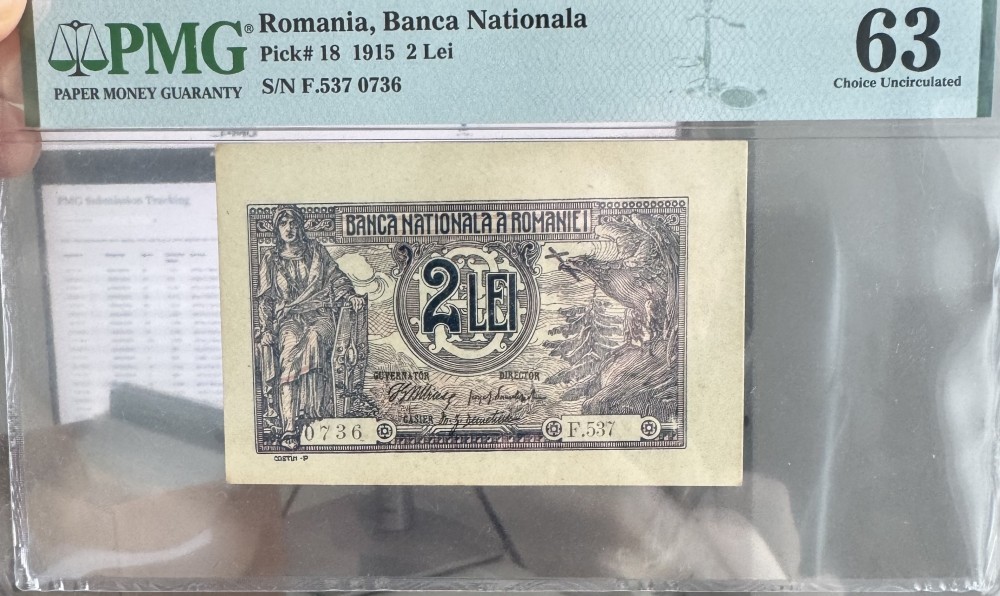 PMG®
PAPER MONEY GUARANTY
Romania, Banca Nationala
Pick# 18 1915 2 Lei
S/N F.537 0736
63
Choice Uncirculated
PMG Submission Tracking
BANCA NATIONALA A ROMANIEI
2 LEI
GUVERNATOR
DIRECTOR
CASIER
0736
F.537
COSTIN-P